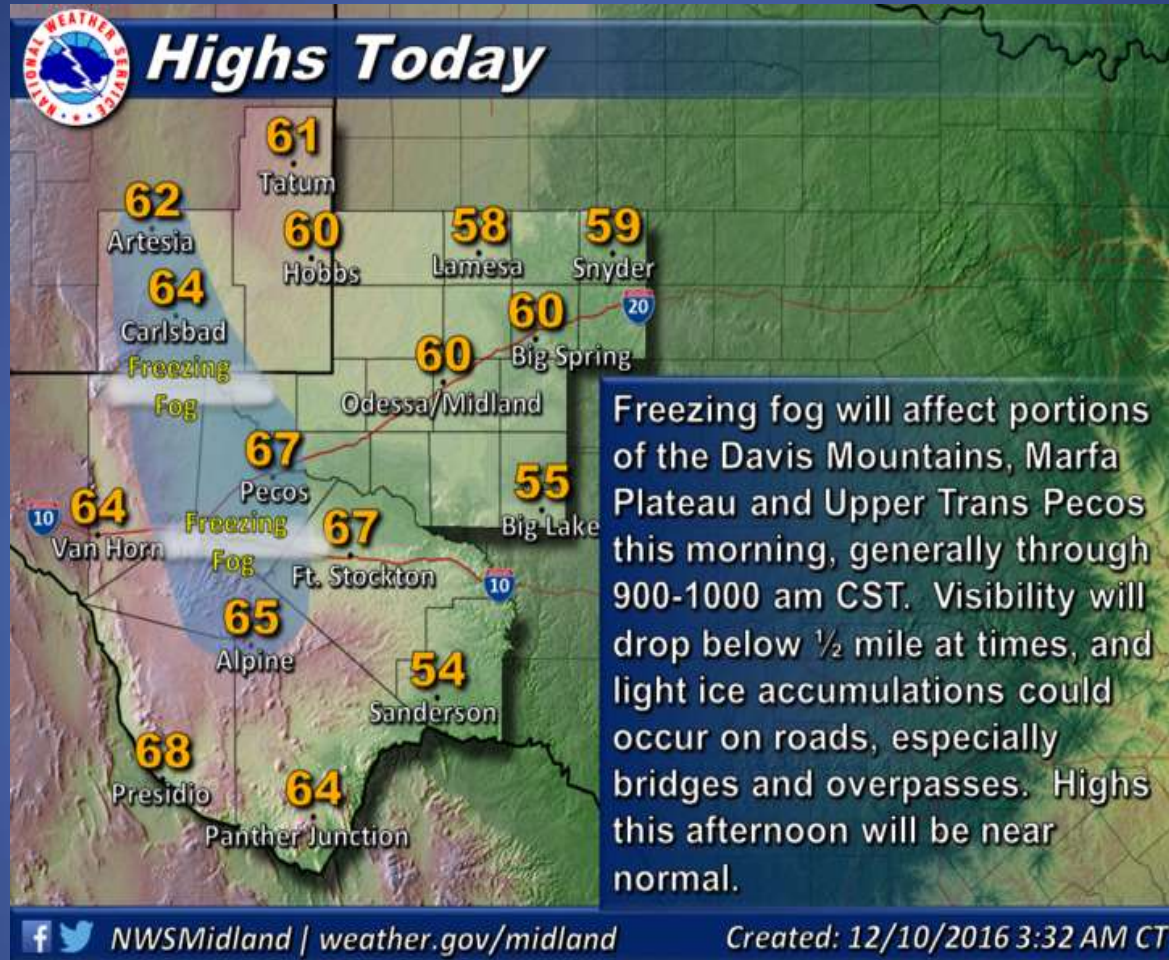 NATIONAL WEATHER SERVICE
Highs Today
61
Tatum
62
Artesia
60
Hobbs
58
Lamesa
59
Snyder
64
Carlsbad
60
Big Spring
20
60
Odessa/Midland
Freezing
Fog
67
Pecos
55
Big Lake
10
64
Van Horn
Freezing
Fog
67
Ft. Stockton
10
65
Alpine
54
Sanderson
68
Presidio
64
Panther Junction
Freezing fog will affect portions
of the Davis Mountains, Marfa
Plateau and Upper Trans Pecos
this morning, generally through
900-1000 am CST. Visibility will
drop below ½ mile at times, and
light ice accumulations could
occur on roads, especially
bridges and overpasses. Highs
this afternoon will be near
normal.
NWSMidland | weather.gov/midland
Created: 12/10/2016 3:32 AM CT